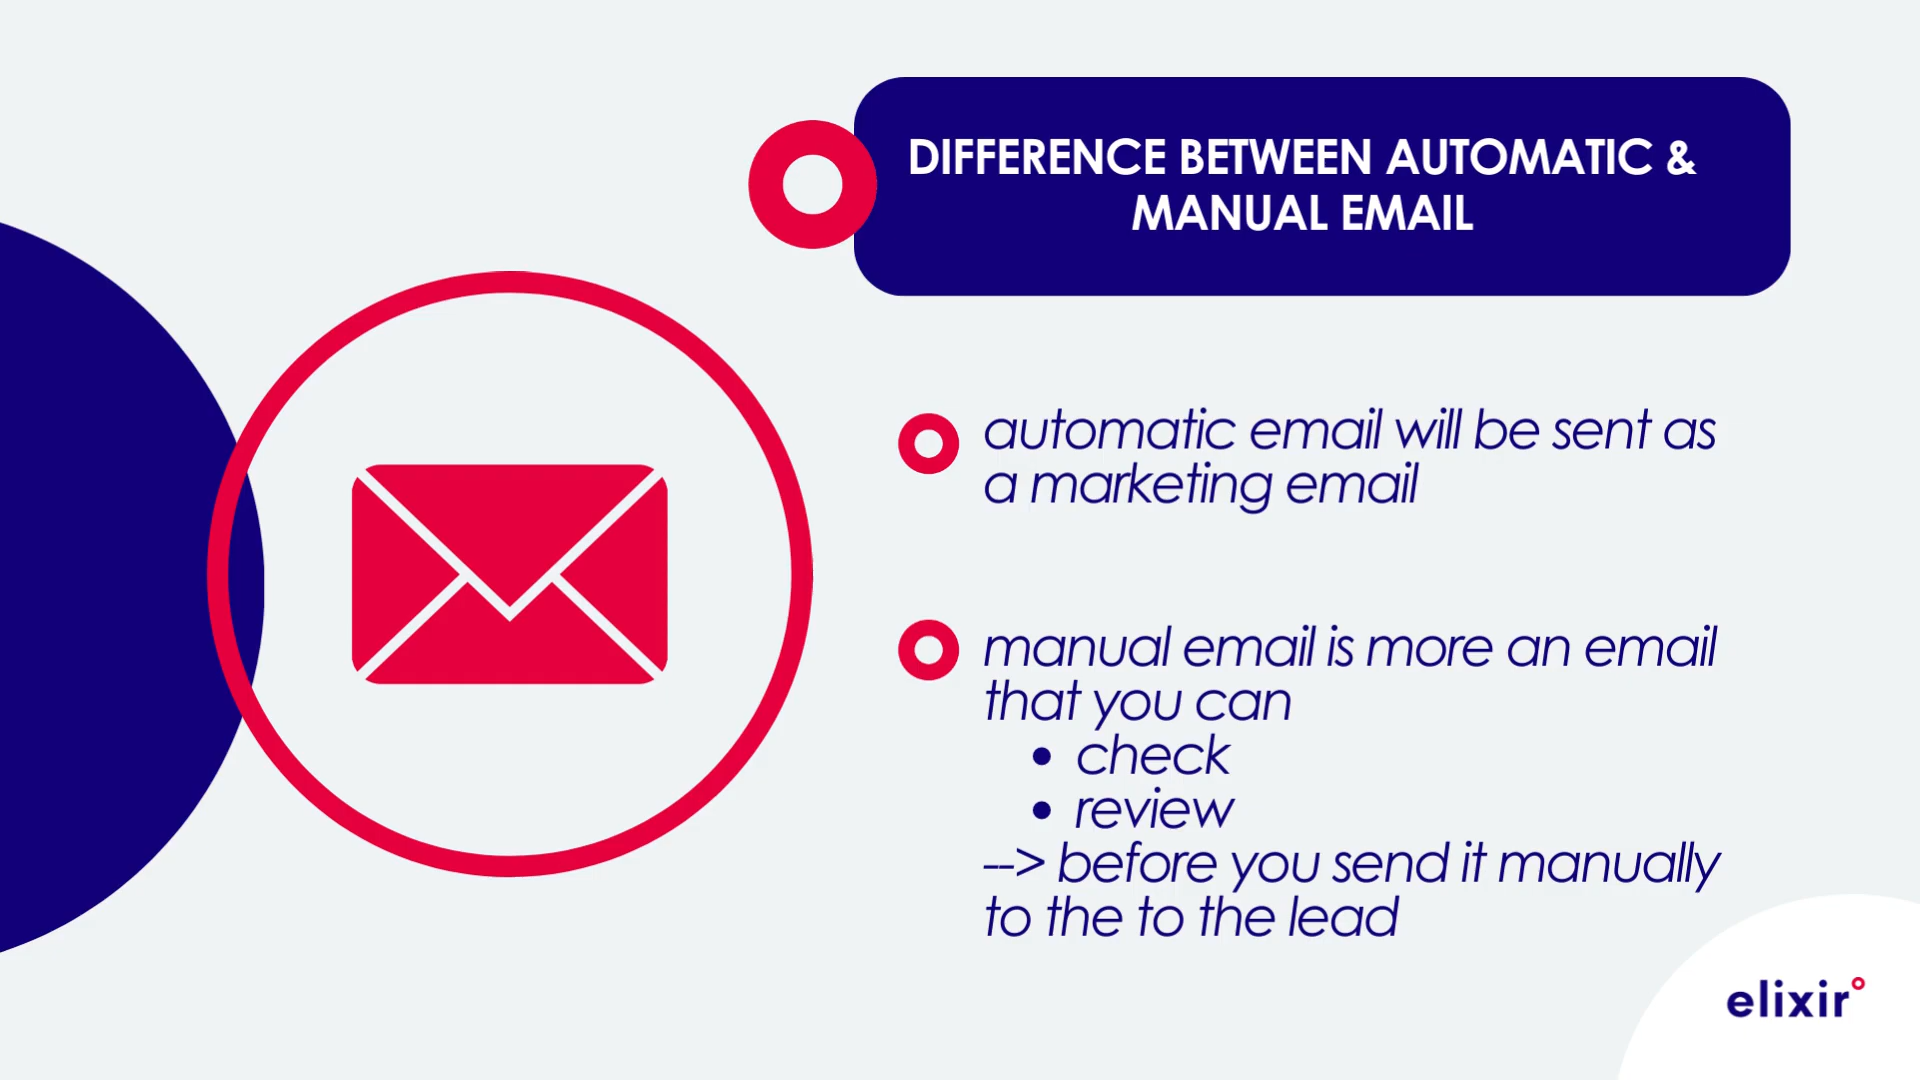 DIFFERENCE BETWEEN AUTOMATIC &
MANUAL EMAIL
automatic email will be sent as
a marketing email
manual email is more an email
that you can
• check
• review
--> before you send it manually
to the to the lead
elixir°